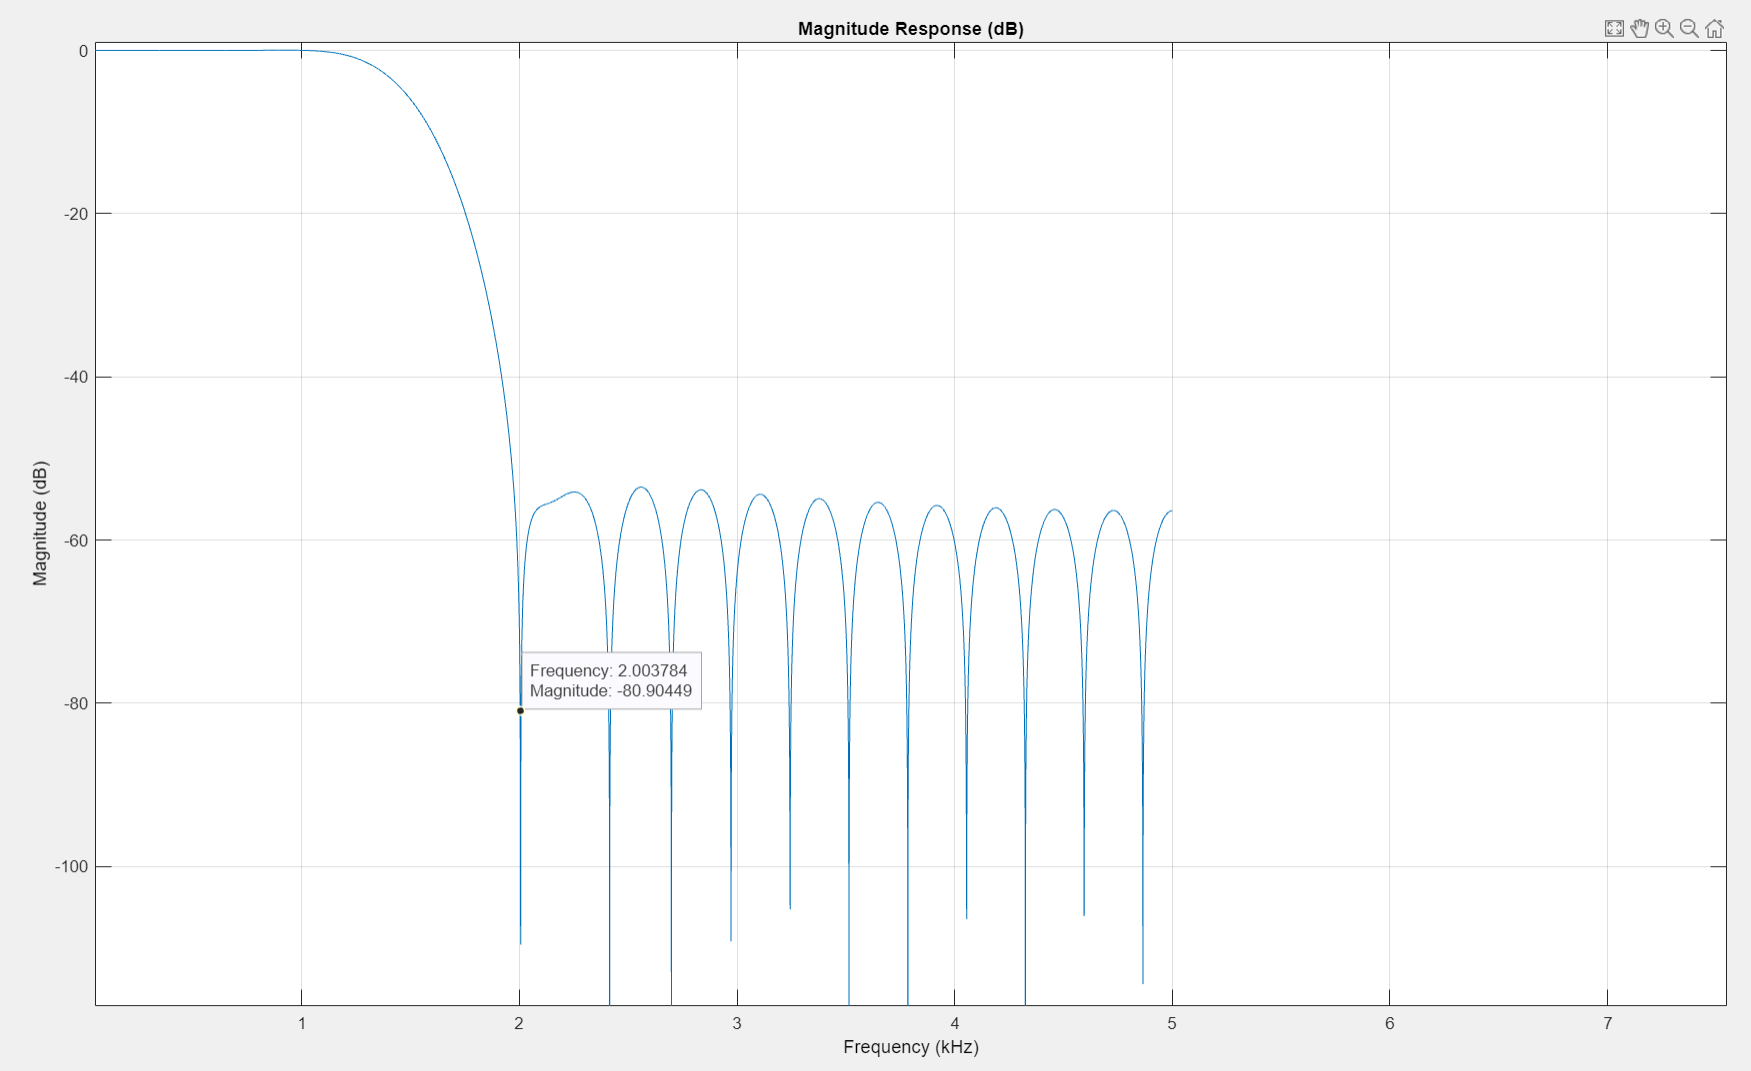 Magnitude Response (dB)
0
-20
-40
-60
-80
-100
Magnitude (dB)
Frequency: 2.003784
Magnitude: -80.90449
1 2 3 4 5 6 7
Frequency (kHz)